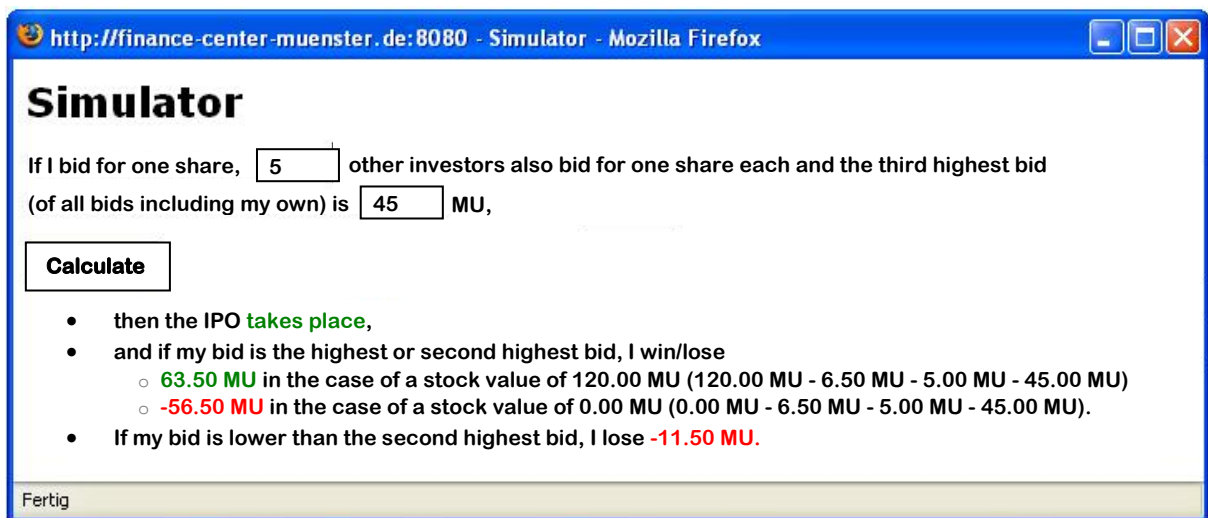 http://finance-center-muenster.de:8080 - Simulator - Mozilla Firefox
Simulator
If I bid for one share, 5 other investors also bid for one share each and the third highest bid
(of all bids including my own) is 45 MU,
Calculate
• then the IPO takes place,
• and if my bid is the highest or second highest bid, I win/lose
○ 63.50 MU in the case of a stock value of 120.00 MU (120.00 MU - 6.50 MU - 5.00 MU - 45.00 MU)
○ -56.50 MU in the case of a stock value of 0.00 MU (0.00 MU - 6.50 MU - 5.00 MU - 45.00 MU).
• If my bid is lower than the second highest bid, I lose -11.50 MU.
Fertig